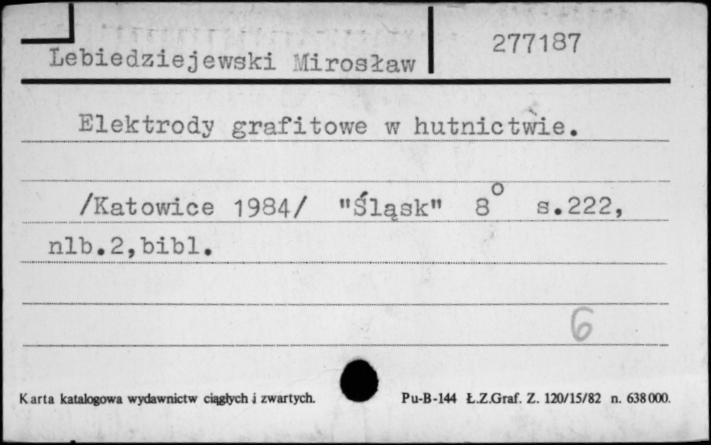 Lebiedziejewski Mirosław 277187
Elektrody grafitowe w hutnictwie.
/Katowice 1984/ "Śląsk" 8° s.222,
nlb.2,bibl.
6
Karta katalogowa wydawnictw ciągłych i zwartych. Pu-B-144 Ł.Z.Graf. Z. 120/15/82 n. 638000.